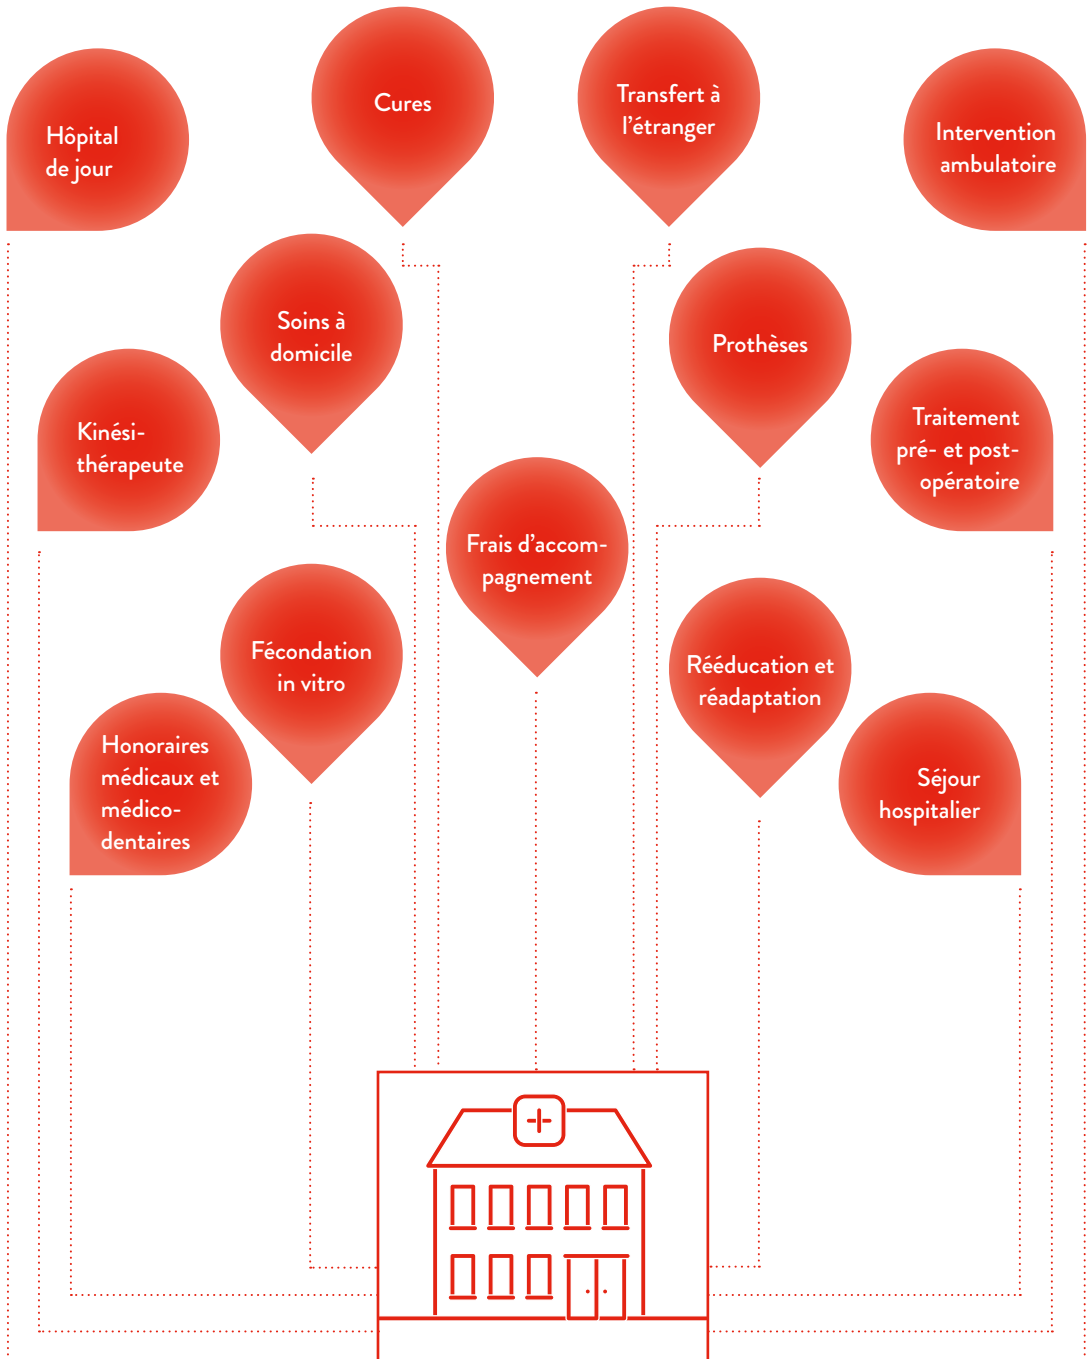 Cures
Transfert à
l'étranger
Hôpital
de jour
Intervention
ambulatoire
Soins à
domicile
Prothèses
Kinési-
thérapeute
Traitement
pré- et post-
opératoire
Frais d'accom-
pagnement
Fécondation
in vitro
Rééducation et
réadaptation
Honoraires
médicaux et
médico-
dentaires
Séjour
hospitalier